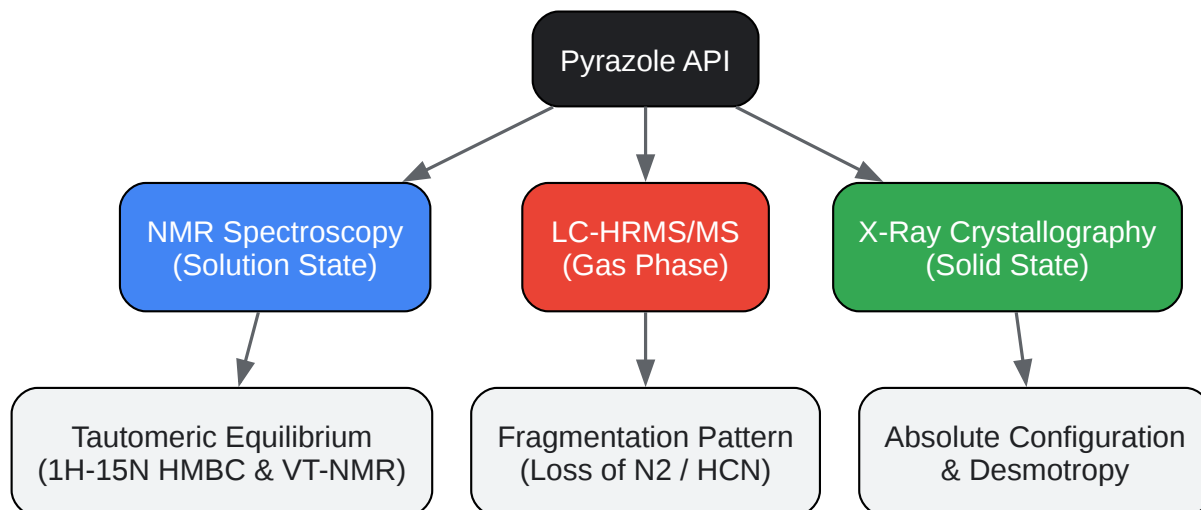 Pyrazole API
NMR Spectroscopy
(Solution State)
LC-HRMS/MS
(Gas Phase)
X-Ray Crystallography
(Solid State)
Tautomeric Equilibrium
(1H-15N HMBC & VT-NMR)
Fragmentation Pattern
(Loss of N2 / HCN)
Absolute Configuration
& Desmotropy